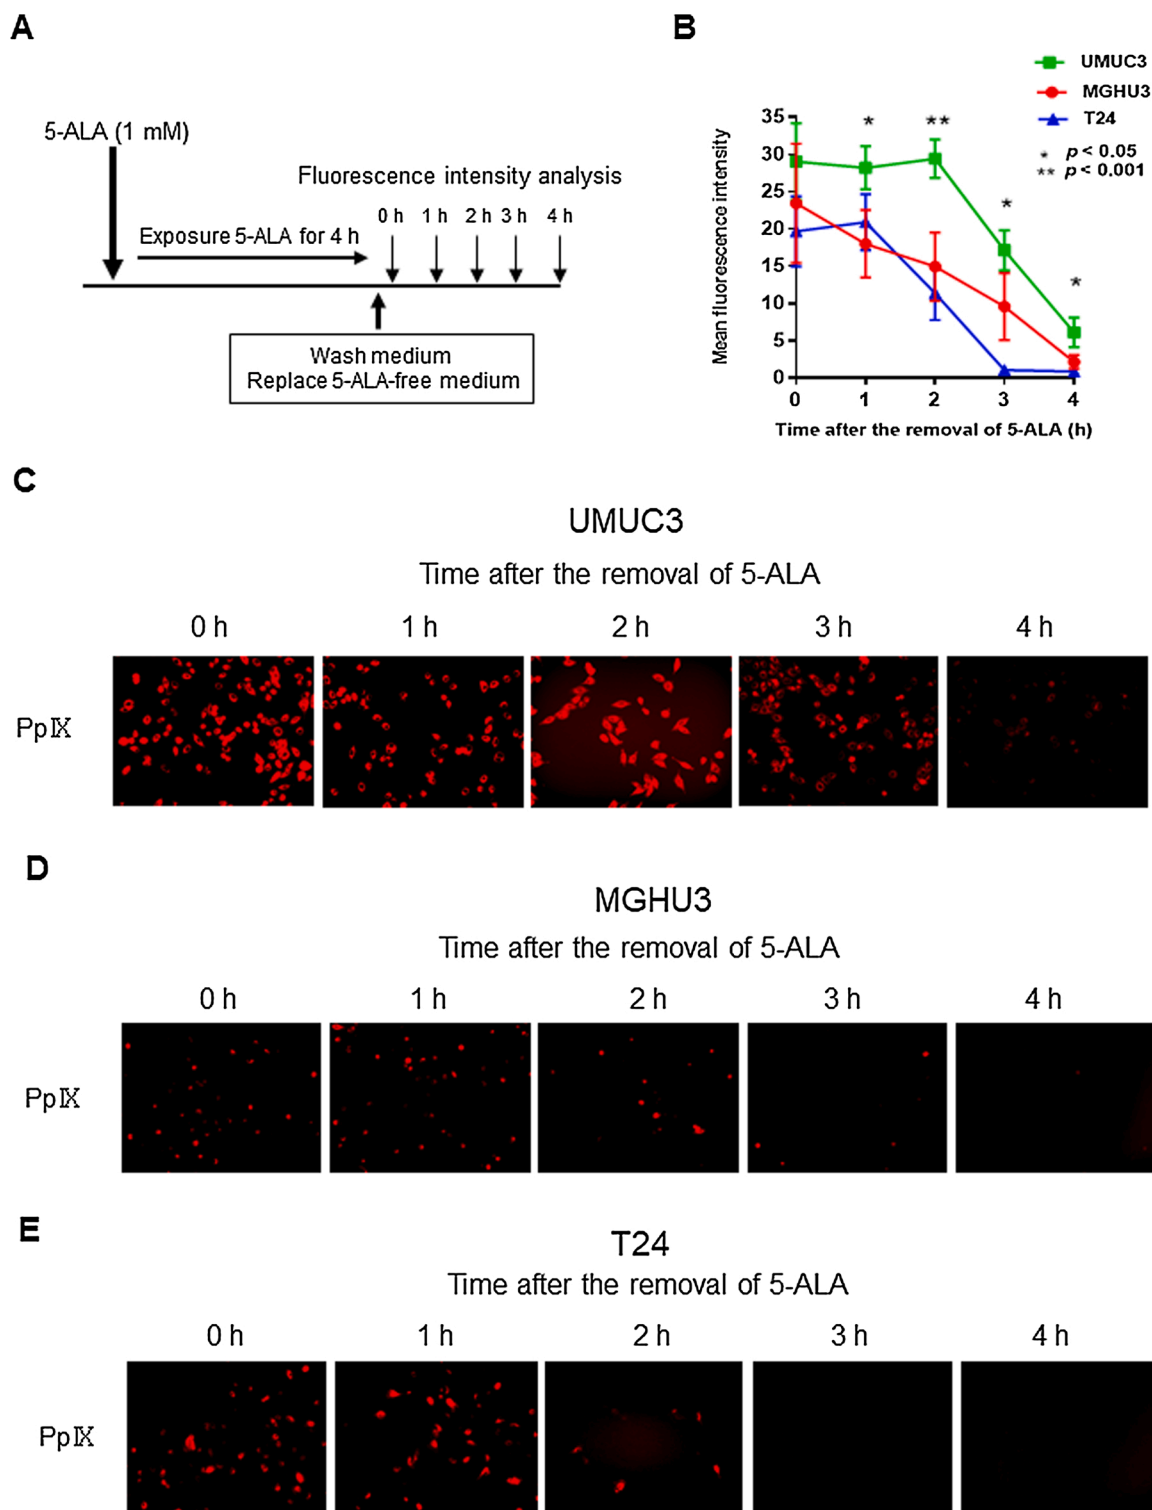 A
5-ALA (1 mM)
Fluorescence intensity analysis
0 h 1 h 2 h 3 h 4 h
Exposure 5-ALA for 4 h
Wash medium
Replace 5-ALA-free medium
B
UMUC3
MGHU3
T24
* p < 0.05
** p < 0.001
Mean fluorescence intensity
35
30
25
20
15
10
5
0
* ** * *
0 1 2 3 4
Time after the removal of 5-ALA (h)
C
UMUC3
Time after the removal of 5-ALA
0 h 1 h 2 h 3 h 4 h
PpIX
D
MGHU3
Time after the removal of 5-ALA
0 h 1 h 2 h 3 h 4 h
PpIX
E
T24
Time after the removal of 5-ALA
0 h 1 h 2 h 3 h 4 h
PpIX